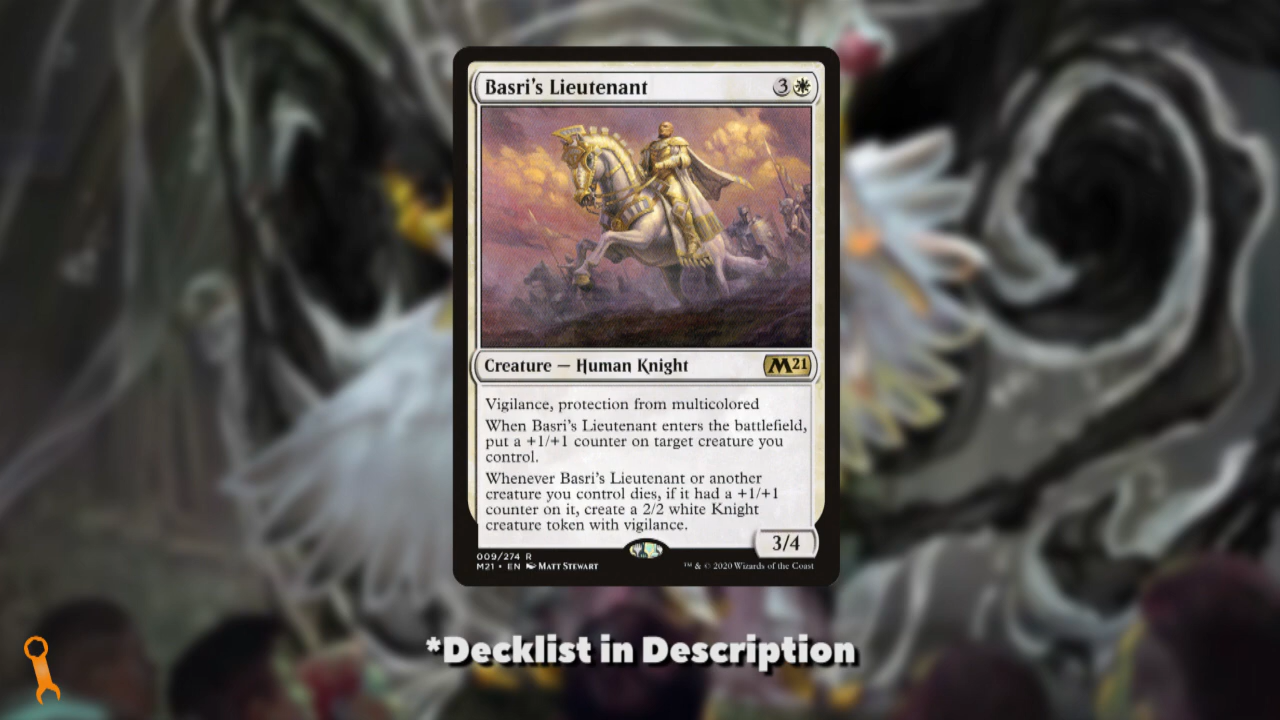 Basri's Lieutenant 3
Creature — Human Knight M21
Vigilance, protection from multicolored
When Basri's Lieutenant enters the battlefield,
put a +1/+1 counter on target creature you
control.
Whenever Basri's Lieutenant or another
creature you control dies, if it had a +1/+1
counter on it, create a 2/2 white Knight
creature token with vigilance.
3/4
009/274 R
M21 • EN Matt Stewart ™ & © 2020 Wizards of the Coast
*Decklist in Description